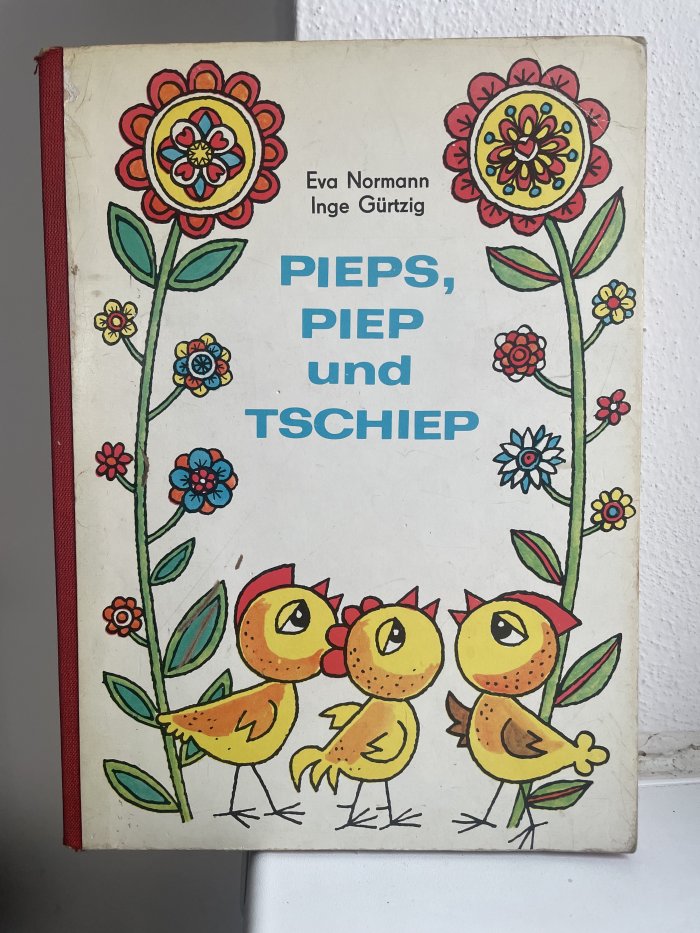 Eva Normann
Inge Gürtzig
PIEPS,
PIEP
und
TSCHIEP